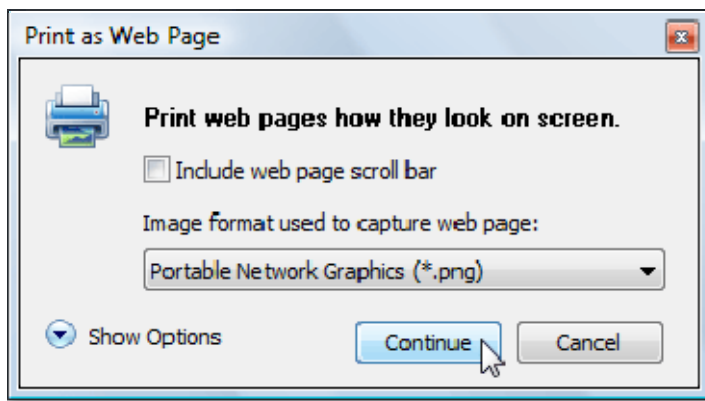 Print as Web Page
Print web pages how they look on screen.
Include web page scroll bar
Image format used to capture web page:
Portable Network Graphics (*.png)
Show Options
Continue
Cancel